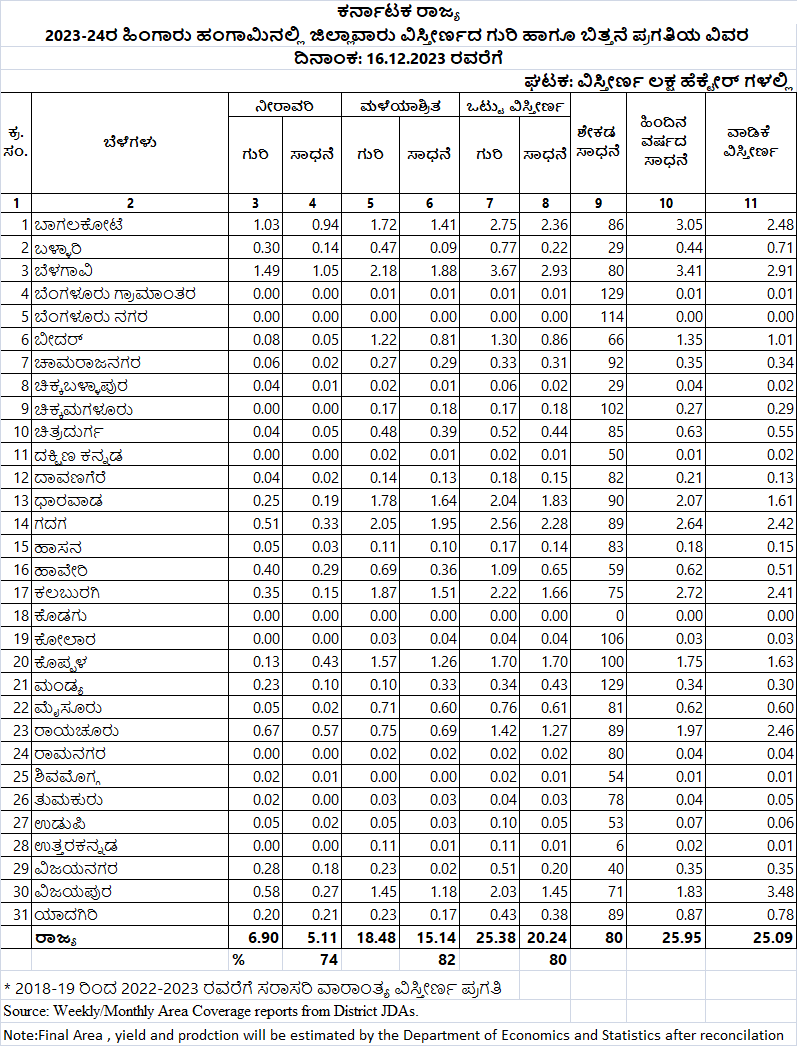 ಕರ್ನಾಟಕ ರಾಜ್ಯ
2023-24ರ ಹಿಂಗಾರು ಹಂಗಾಮಿನಲ್ಲಿ ಜಿಲ್ಲಾವಾರು ವಿಸ್ತೀರ್ಣದ ಗುರಿ ಹಾಗೂ ಬಿತ್ತನೆ ಪ್ರಗತಿಯ ವಿವರ
ದಿನಾಂಕ: 16.12.2023 ರವರೆಗೆ
ಘಟಕ: ವಿಸ್ತೀರ್ಣ ಲಕ್ಷ ಹೆಕ್ಟೇರ್ ಗಳಲ್ಲಿ
ಕ್ರ. ಸಂ. ಬೆಳೆಗಳು ನೀರಾವರಿ ಮಳೆಯಾಶ್ರಿತ ಒಟ್ಟು ವಿಸ್ತೀರ್ಣ ಶೇಕಡ ಸಾಧನೆ ಹಿಂದಿನ ವರ್ಷದ ಸಾಧನೆ ವಾಡಿಕೆ ವಿಸ್ತೀರ್ಣ
ಗುರಿ ಸಾಧನೆ ಗುರಿ ಸಾಧನೆ ಗುರಿ ಸಾಧನೆ
1 2 3 4 5 6 7 8 9 10 11
1 ಬಾಗಲಕೋಟೆ 1.03 0.94 1.72 1.41 2.75 2.36 86 3.05 2.48
2 ಬಳ್ಳಾರಿ 0.30 0.14 0.47 0.09 0.77 0.22 29 0.44 0.71
3 ಬೆಳಗಾವಿ 1.49 1.05 2.18 1.88 3.67 2.93 80 3.41 2.91
4 ಬೆಂಗಳೂರು ಗ್ರಾಮಾಂತರ 0.00 0.00 0.01 0.01 0.01 0.01 129 0.01 0.01
5 ಬೆಂಗಳೂರು ನಗರ 0.00 0.00 0.00 0.00 0.00 0.00 114 0.00 0.00
6 ಬೀದರ್ 0.08 0.05 1.22 0.81 1.30 0.86 66 1.35 1.01
7 ಚಾಮರಾಜನಗರ 0.06 0.02 0.27 0.29 0.33 0.31 92 0.35 0.34
8 ಚಿಕ್ಕಬಳ್ಳಾಪುರ 0.04 0.01 0.02 0.01 0.06 0.02 29 0.04 0.02
9 ಚಿಕ್ಕಮಗಳೂರು 0.00 0.00 0.17 0.18 0.17 0.18 102 0.27 0.29
10 ಚಿತ್ರದುರ್ಗ 0.04 0.05 0.48 0.39 0.52 0.44 85 0.63 0.55
11 ದಕ್ಷಿಣ ಕನ್ನಡ 0.00 0.00 0.02 0.01 0.02 0.01 50 0.01 0.02
12 ದಾವಣಗೆರೆ 0.04 0.02 0.14 0.13 0.18 0.15 82 0.21 0.13
13 ಧಾರವಾಡ 0.25 0.19 1.78 1.64 2.04 1.83 90 2.07 1.61
14 ಗದಗ 0.51 0.33 2.05 1.95 2.56 2.28 89 2.64 2.42
15 ಹಾಸನ 0.05 0.03 0.11 0.10 0.17 0.14 83 0.18 0.15
16 ಹಾವೇರಿ 0.40 0.29 0.69 0.36 1.09 0.65 59 0.62 0.51
17 ಕಲಬುರಗಿ 0.35 0.15 1.87 1.51 2.22 1.66 75 2.72 2.41
18 ಕೊಡಗು 0.00 0.00 0.00 0.00 0.00 0.00 0 0.00 0.00
19 ಕೋಲಾರ 0.00 0.00 0.03 0.04 0.04 0.04 106 0.03 0.03
20 ಕೊಪ್ಪಳ 0.13 0.43 1.57 1.26 1.70 1.70 100 1.75 1.63
21 ಮಂಡ್ಯ 0.23 0.10 0.10 0.33 0.34 0.43 129 0.34 0.30
22 ಮೈಸೂರು 0.05 0.02 0.71 0.60 0.76 0.61 81 0.62 0.60
23 ರಾಯಚೂರು 0.67 0.57 0.75 0.69 1.42 1.27 89 1.97 2.46
24 ರಾಮನಗರ 0.00 0.00 0.02 0.02 0.02 0.02 80 0.04 0.04
25 ಶಿವಮೊಗ್ಗ 0.02 0.01 0.00 0.00 0.02 0.01 54 0.01 0.01
26 ತುಮಕುರು 0.02 0.00 0.03 0.03 0.04 0.03 78 0.04 0.05
27 ಉಡುಪಿ 0.05 0.02 0.05 0.03 0.10 0.05 53 0.07 0.06
28 ಉತ್ತರಕನ್ನಡ 0.00 0.00 0.11 0.01 0.11 0.01 6 0.02 0.01
29 ವಿಜಯನಗರ 0.28 0.18 0.23 0.02 0.51 0.20 40 0.35 0.35
30 ವಿಜಯಪುರ 0.58 0.27 1.45 1.18 2.03 1.45 71 1.83 3.48
31 ಯಾದಗಿರಿ 0.20 0.21 0.23 0.17 0.43 0.38 89 0.87 0.78
ರಾಜ್ಯ 6.90 5.11 18.48 15.14 25.38 20.24 80 25.95 25.09
% 74 82 80
* 2018-19 ರಿಂದ 2022-2023 ರವರೆಗೆ ಸರಾಸರಿ ವಾರಾಂತ್ಯ ವಿಸ್ತೀರ್ಣ ಪ್ರಗತಿ
Source: Weekly/Monthly Area Coverage reports from District JDAs.
Note:Final Area , yield and prodction will be estimated by the Department of Economics and Statistics after reconcilation